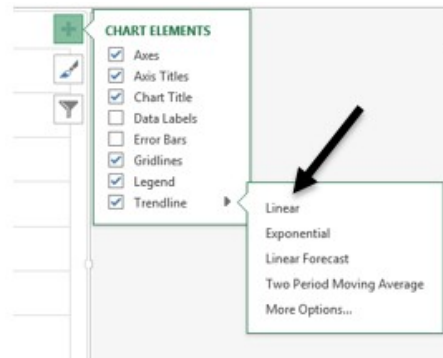 CHART ELEMENTS
Axes
Axis Titles
Chart Title
Data Labels
Error Bars
Gridlines
Legend
Trendline
Linear
Exponential
Linear Forecast
Two Period Moving Average
More Options...